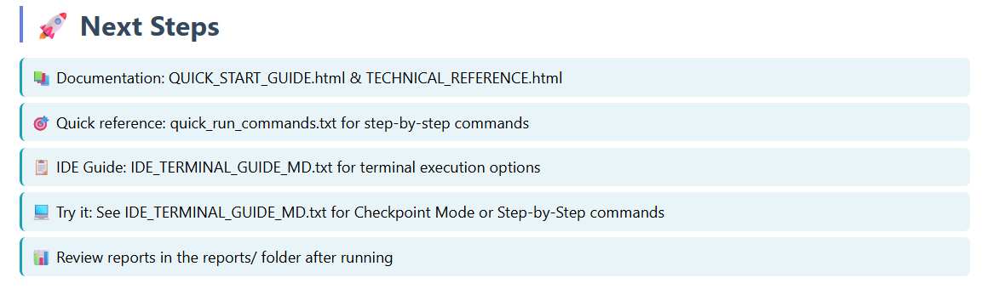 Next Steps
Documentation: QUICK_START_GUIDE.html & TECHNICAL_REFERENCE.html
Quick reference: quick_run_commands.txt for step-by-step commands
IDE Guide: IDE_TERMINAL_GUIDE_MD.txt for terminal execution options
Try it: See IDE_TERMINAL_GUIDE_MD.txt for Checkpoint Mode or Step-by-Step commands
Review reports in the reports/ folder after running